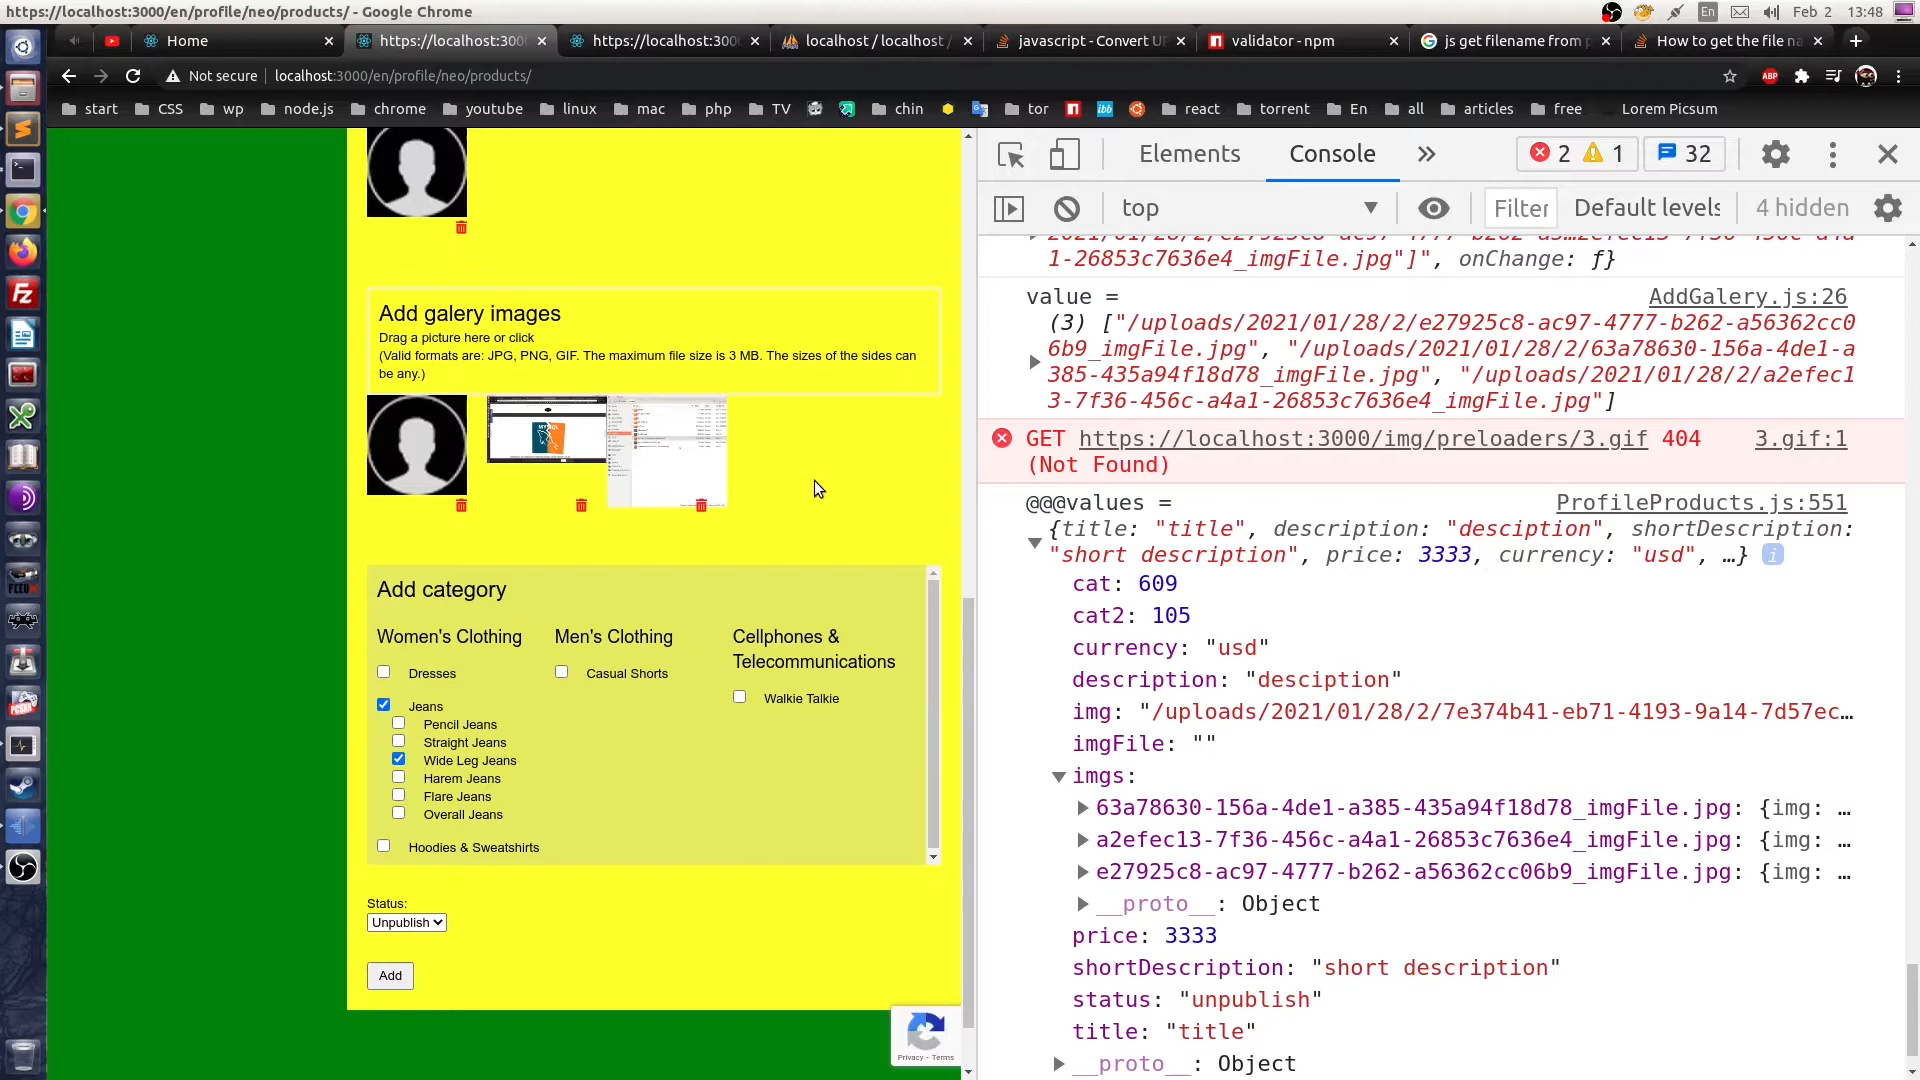 https://localhost:3000/en/profile/neo/products/ - Google Chrome
En
Feb 2 13:48
Home
https://localhost:3000
https://localhost:3000
localhost / localhost /
javascript - Convert UR
validator - npm
js get filename from p
How to get the file na
Not secure
localhost:3000/en/profile/neo/products/
ABP
start
CSS
wp
node.js
chrome
youtube
linux
mac
php
TV
chin
tor
react
torrent
En
all
articles
free
Lorem Picsum
Elements
Console
2
1
32
top
Filter
Default levels
4 hidden
1-26853c7636e4_imgFile.jpg"]", onChange: ƒ}
value =
AddGalery.js:26
(3) ["/uploads/2021/01/28/2/e27925c8-ac97-4777-b262-a56362cc0
6b9_imgFile.jpg", "/uploads/2021/01/28/2/63a78630-156a-4de1-a
385-435a94f18d78_imgFile.jpg", "/uploads/2021/01/28/2/a2efec1
3-7f36-456c-a4a1-26853c7636e4_imgFile.jpg"]
GET https://localhost:3000/img/preloaders/3.gif 404
3.gif:1
(Not Found)
@@@values =
ProfileProducts.js:551
{title: "title", description: "desciption", shortDescription:
"short description", price: 3333, currency: "usd", …}
cat: 609
cat2: 105
currency: "usd"
description: "desciption"
img: "/uploads/2021/01/28/2/7e374b41-eb71-4193-9a14-7d57ec…
imgFile: ""
imgs:
63a78630-156a-4de1-a385-435a94f18d78_imgFile.jpg: {img: …
a2efec13-7f36-456c-a4a1-26853c7636e4_imgFile.jpg: {img: …
e27925c8-ac97-4777-b262-a56362cc06b9_imgFile.jpg: {img: …
__proto__: Object
price: 3333
shortDescription: "short description"
status: "unpublish"
title: "title"
__proto__: Object
Add galery images
Drag a picture here or click
(Valid formats are: JPG, PNG, GIF. The maximum file size is 3 MB. The sizes of the sides can
be any.)
Add category
Women's Clothing
Dresses
Jeans
Pencil Jeans
Straight Jeans
Wide Leg Jeans
Harem Jeans
Flare Jeans
Overall Jeans
Hoodies & Sweatshirts
Men's Clothing
Casual Shorts
Cellphones &
Telecommunications
Walkie Talkie
Status:
Unpublish
Add
Privacy - Terms